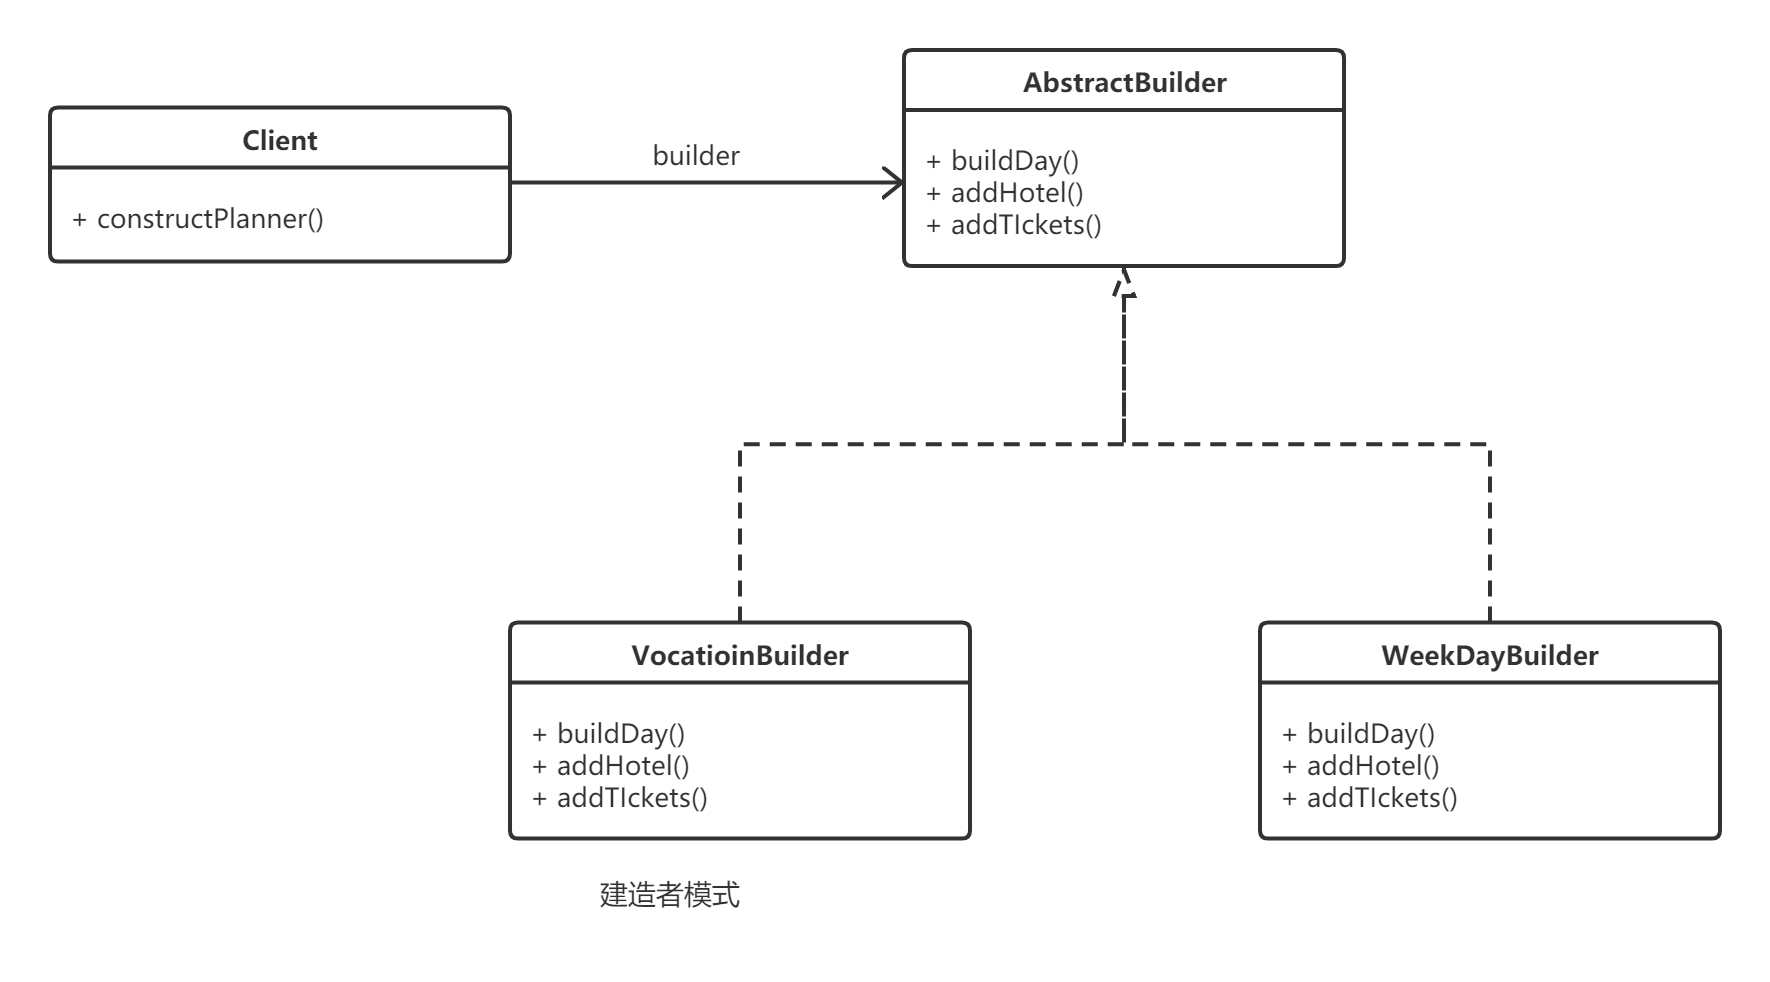 Client
+ constructPlanner()
builder
AbstractBuilder
+ buildDay()
+ addHotel()
+ addTIckets()
VocatioinBuilder
+ buildDay()
+ addHotel()
+ addTIckets()
WeekDayBuilder
+ buildDay()
+ addHotel()
+ addTIckets()
建造者模式